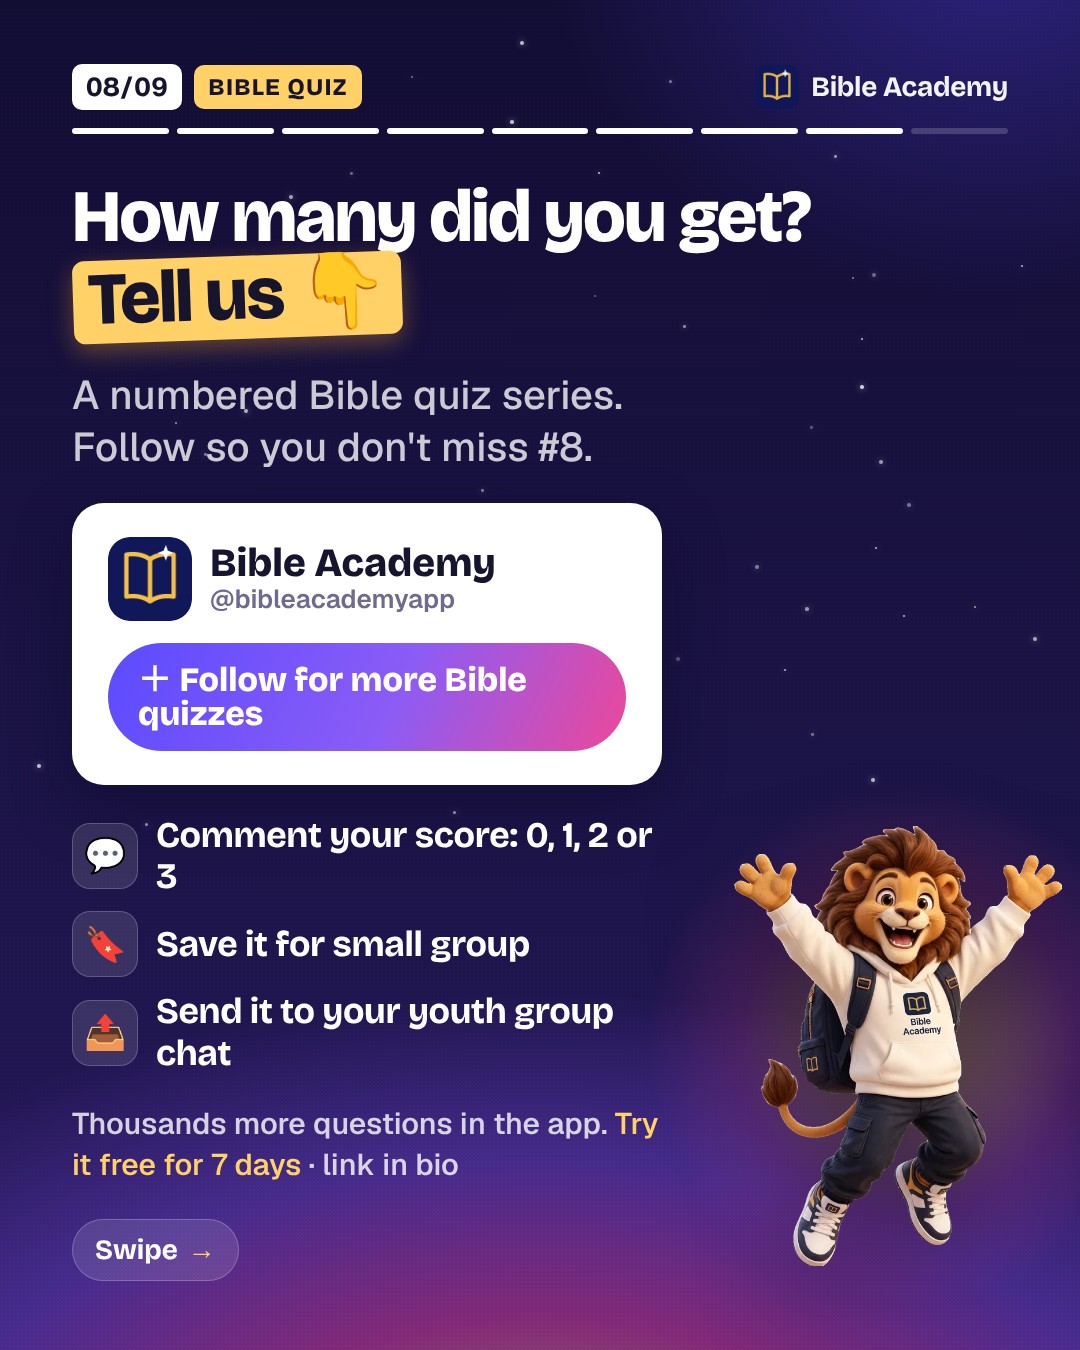 08/09 BIBLE QUIZ
Bible Academy
How many did you get?
Tell us 👇
A numbered Bible quiz series.
Follow so you don't miss #8.
Bible Academy
@bibleacademyapp
+ Follow for more Bible
quizzes
Comment your score: 0, 1, 2 or
3
Save it for small group
Send it to your youth group
chat
Bible
Academy
Thousands more questions in the app. Try
it free for 7 days · link in bio
Swipe →